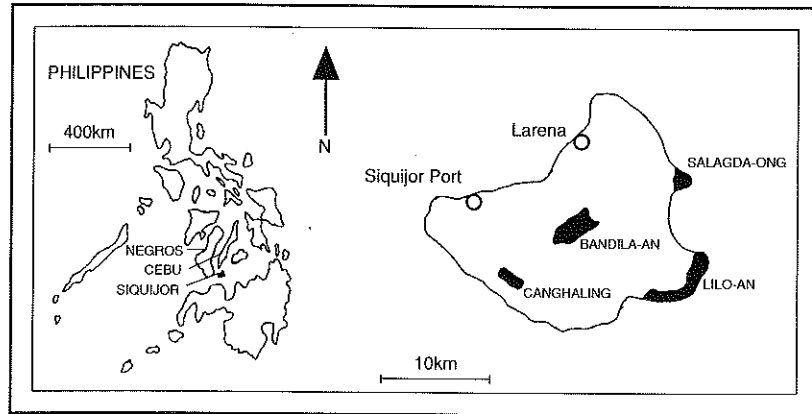 PHILIPPINES
400km
N
NEGROS
CEBU
SIQUIJOR
Larena
Siquijor Port
SALAGDA-ONG
BANDILA-AN
CANGHALING
LILO-AN
10km